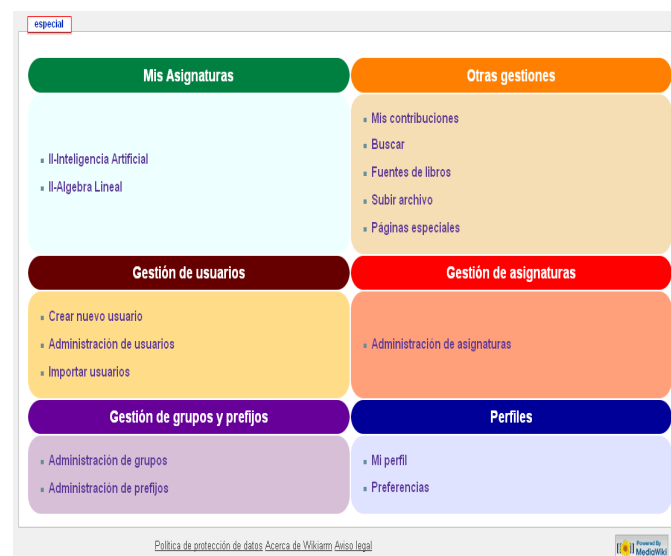 especial
Mis Asignaturas
II-Inteligencia Artificial
II-Algebra Lineal
Otras gestiones
Mis contribuciones
Buscar
Fuentes de libros
Subir archivo
Páginas especiales
Gestión de usuarios
Crear nuevo usuario
Administración de usuarios
Importar usuarios
Gestión de asignaturas
Administración de asignaturas
Gestión de grupos y prefijos
Administración de grupos
Administración de prefijos
Perfiles
Mi perfil
Preferencias
Política de protección de datos Acerca de Wikiarm Aviso legal
Powered By
MediaWiki